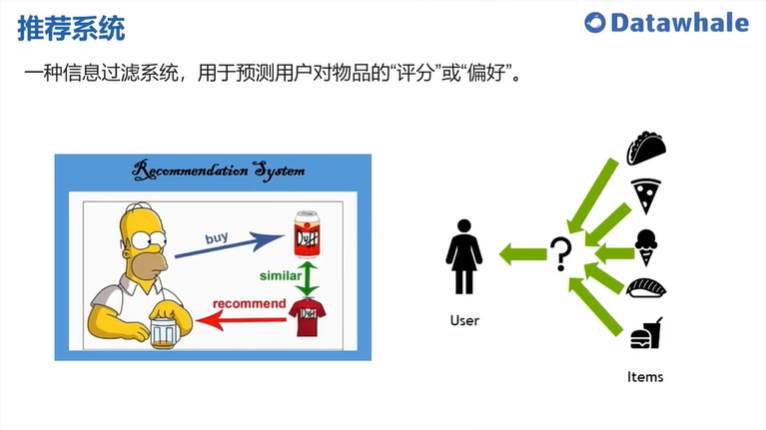 推荐系统
Datawhale
一种信息过滤系统，用于预测用户对物品的“评分”或“偏好”。
Recommendation System
buy
Duff
similar
recommend
Duff
?
User
Items